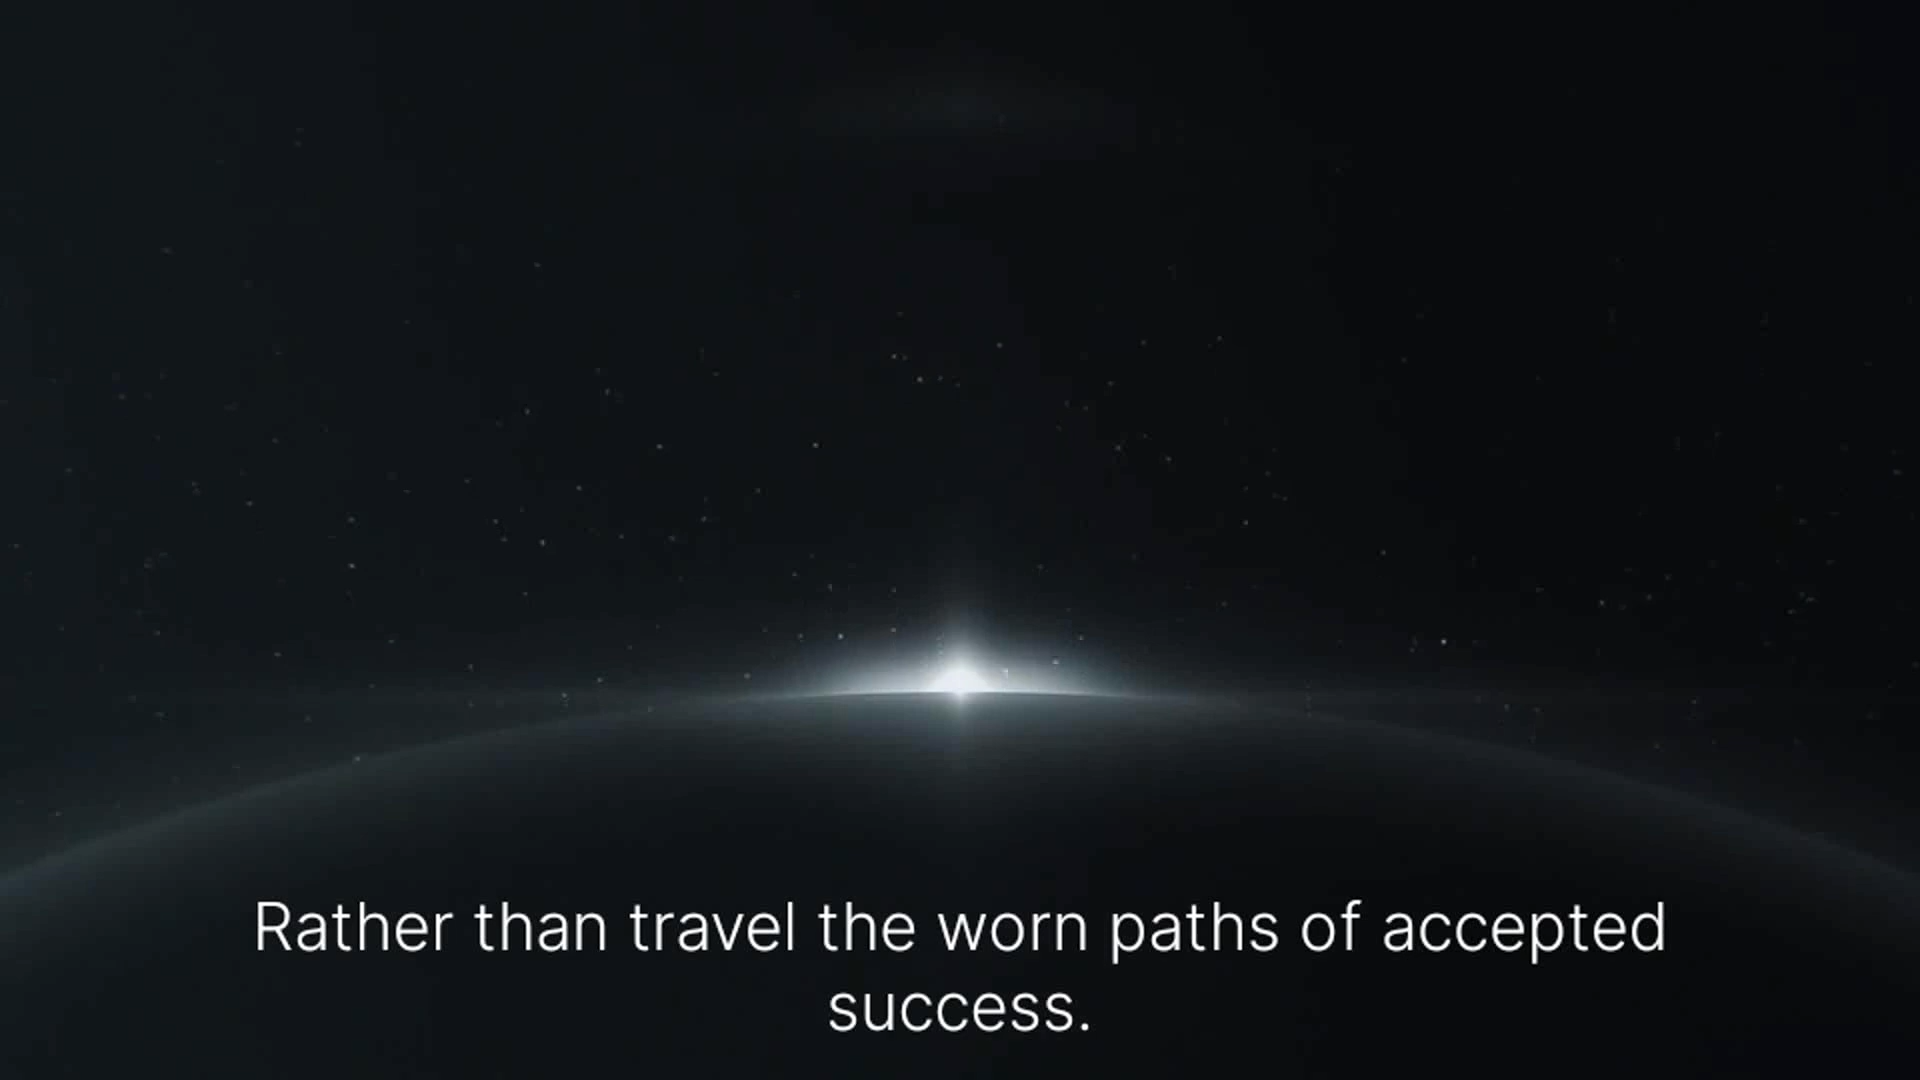 Rather than travel the worn paths of accepted
success.